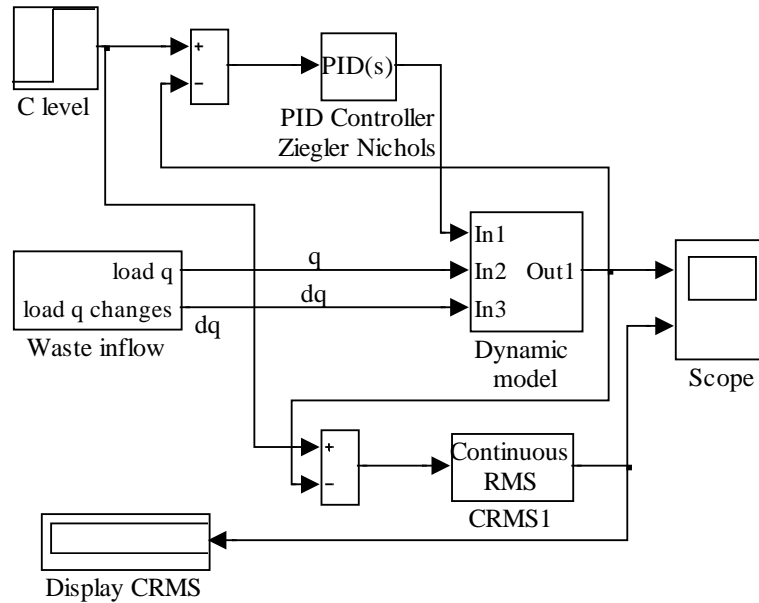 +
−
PID(s)
C level
PID Controller
Ziegler Nichols
In1
load q
q
In2
Out1
load q changes
dq
In3
dq
Waste inflow
Dynamic
model
Scope
+
−
Continuous
RMS
CRMS1
Display CRMS